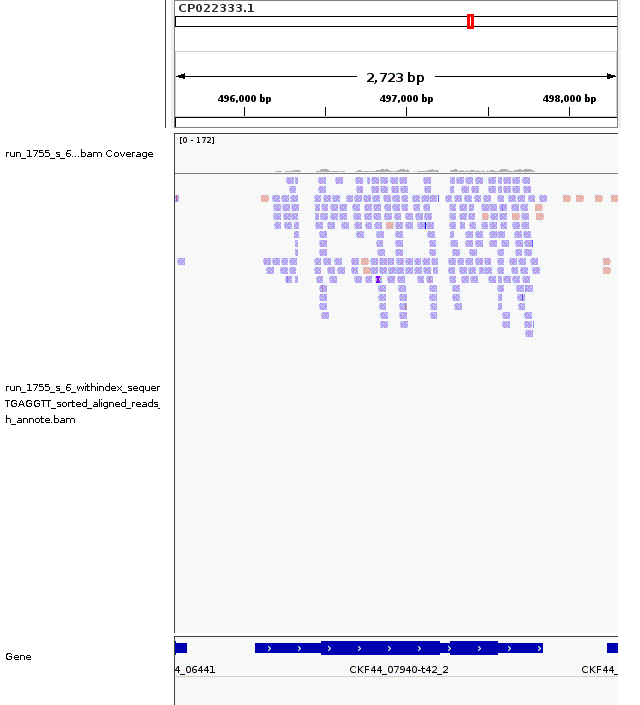 CP022333.1
2,723 bp
496,000 bp 497,000 bp 498,000 bp
[0 - 172]
run_1755_s_6...bam Coverage
run_1755_s_6_withindex_sequer
TGAGGTT_sorted_aligned_reads_
h_annote.bam
Gene
4_06441 CKF44_07940-t42_2 CKF44_